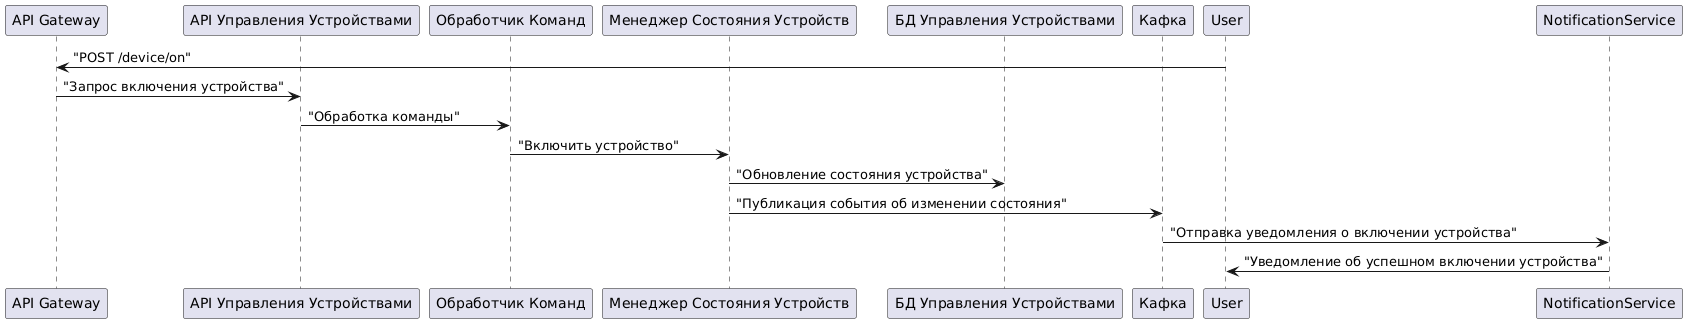 API Gateway
API Управления Устройствами
Обработчик Команд
Менеджер Состояния Устройств
БД Управления Устройствами
Кафка
User
NotificationService
"POST /device/on"
"Запрос включения устройства"
"Обработка команды"
"Включить устройство"
"Обновление состояния устройства"
"Публикация события об изменении состояния"
"Отправка уведомления о включении устройства"
"Уведомление об успешном включении устройства"
API Gateway
API Управления Устройствами
Обработчик Команд
Менеджер Состояния Устройств
БД Управления Устройствами
Кафка
User
NotificationService